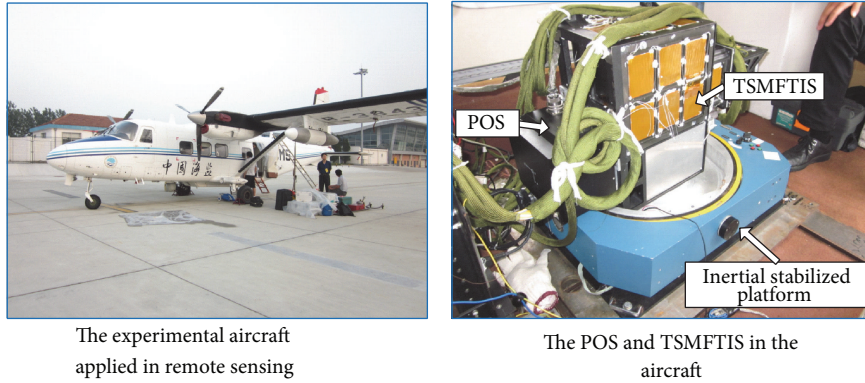 中国海监
POS
TSMFTIS
Inertial stabilized
platform
The experimental aircraft
applied in remote sensing
The POS and TSMFTIS in the
aircraft